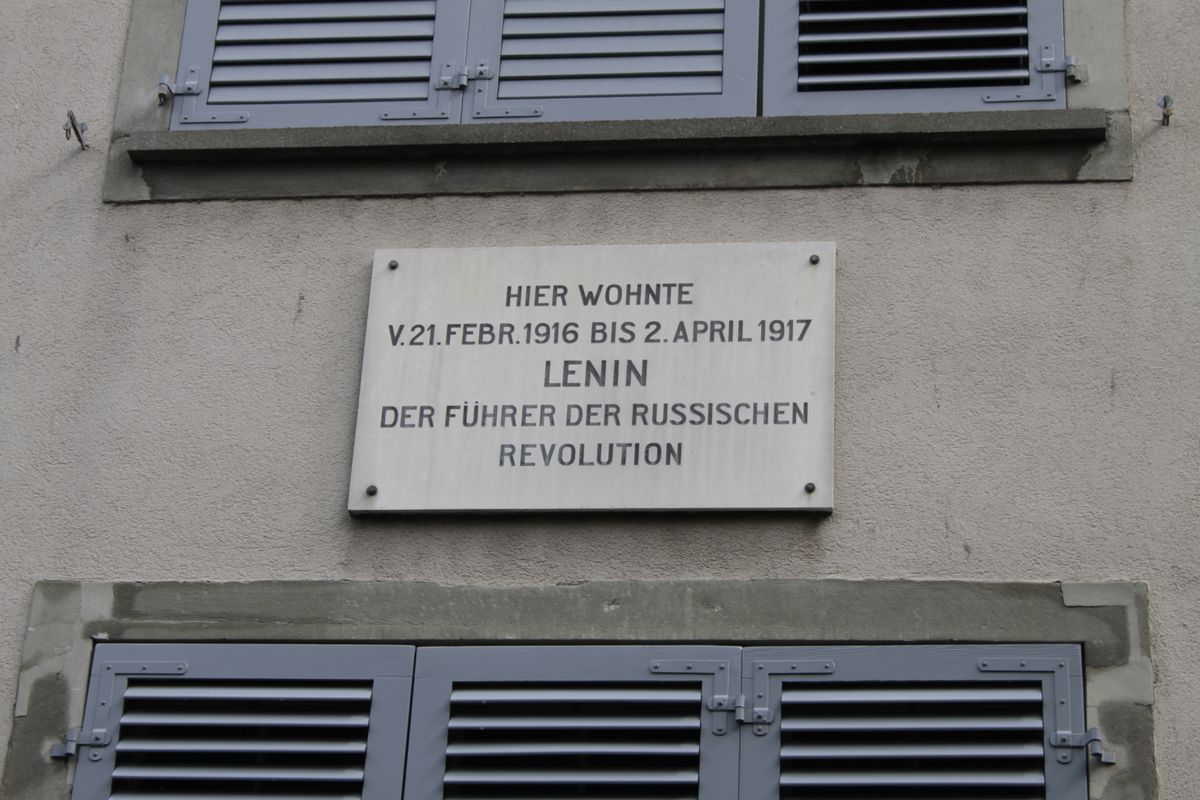 HIER WOHNTE
V.21.FEBR.1916 BIS 2.APRIL 1917
LENIN
DER FÜHRER DER RUSSISCHEN
REVOLUTION